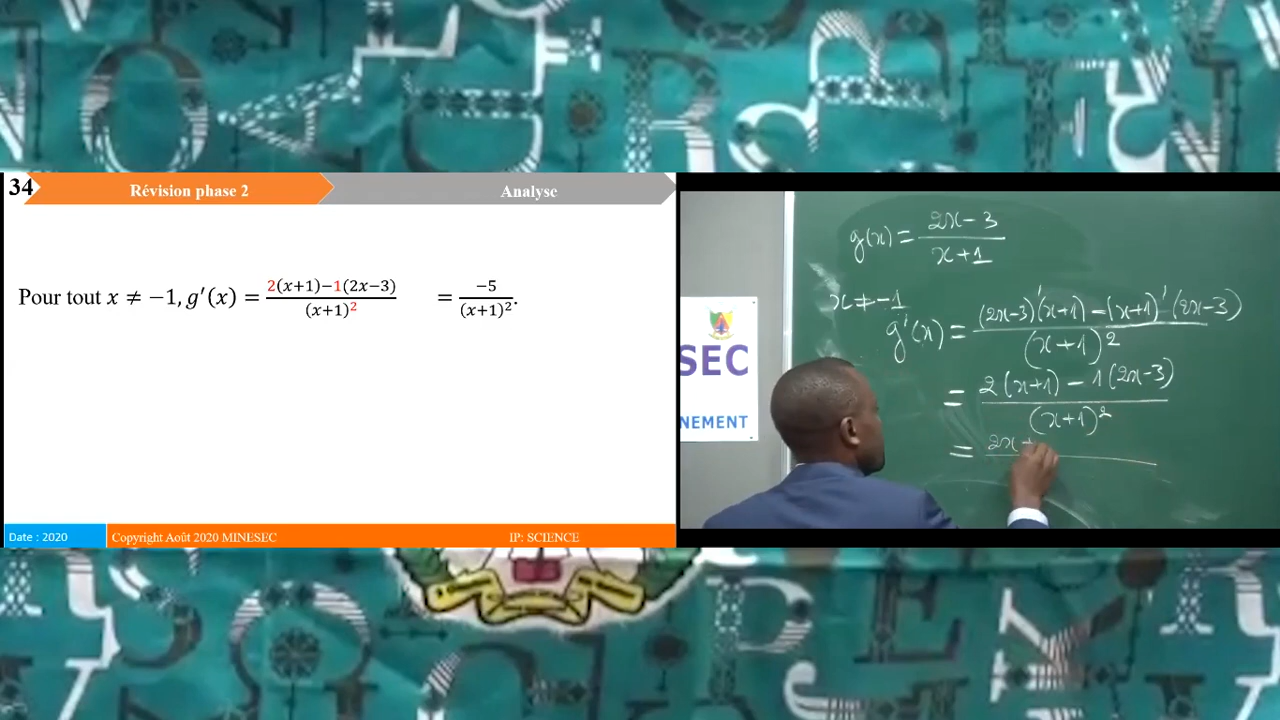 34
Révision phase 2
Analyse
Pour tout x ≠ −1, g′(x) = 2(x+1)−1(2x−3)/(x+1)² = −5/(x+1)².
Date : 2020
Copyright Août 2020 MINESEC
IP: SCIENCE
SEC
NEMENT
g(x) = 2x − 3/x + 1
x ≠ −1
g'(x) = (2x−3)'(x+1) − (x+1)'(2x−3)/(x+1)²
= 2(x+1) − 1(2x−3)/(x+1)²
= 2x +